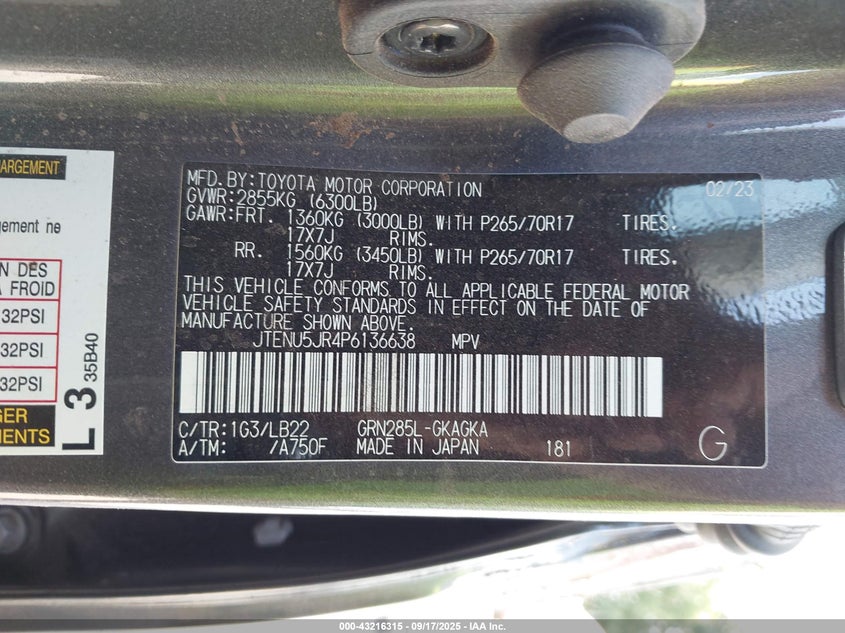 HARGEMENT
argement ne
N DES
A FROID
32PSI
32PSI
32PSI
GER
MENTS
L 3
35B40
MFD.BY:TOYOTA MOTOR CORPORATION 02/23
GVWR:2855KG (6300LB)
GAWR:FRT. 1360KG (3000LB) WITH P265/70R17 TIRES.
17X7J RIMS.
RR. 1560KG (3450LB) WITH P265/70R17 TIRES.
17X7J RIMS.
THIS VEHICLE CONFORMS TO ALL APPLICABLE FEDERAL MOTOR
VEHICLE SAFETY STANDARDS IN EFFECT ON THE DATE OF
MANUFACTURE SHOWN ABOVE.
JTENU5JR4P6136638 MPV
C/TR:1G3/LB22 GRN285L-GKAGKA
A/TM: /A750F MADE IN JAPAN 181 G
000-43216315 - 09/17/2025 - IAA Inc.